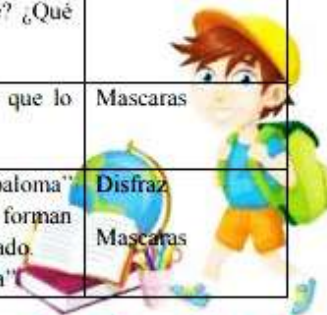 ? ¿Qué
que lo
Mascaras
paloma”
Disfraz
forman
Mascaras
ado.
a”